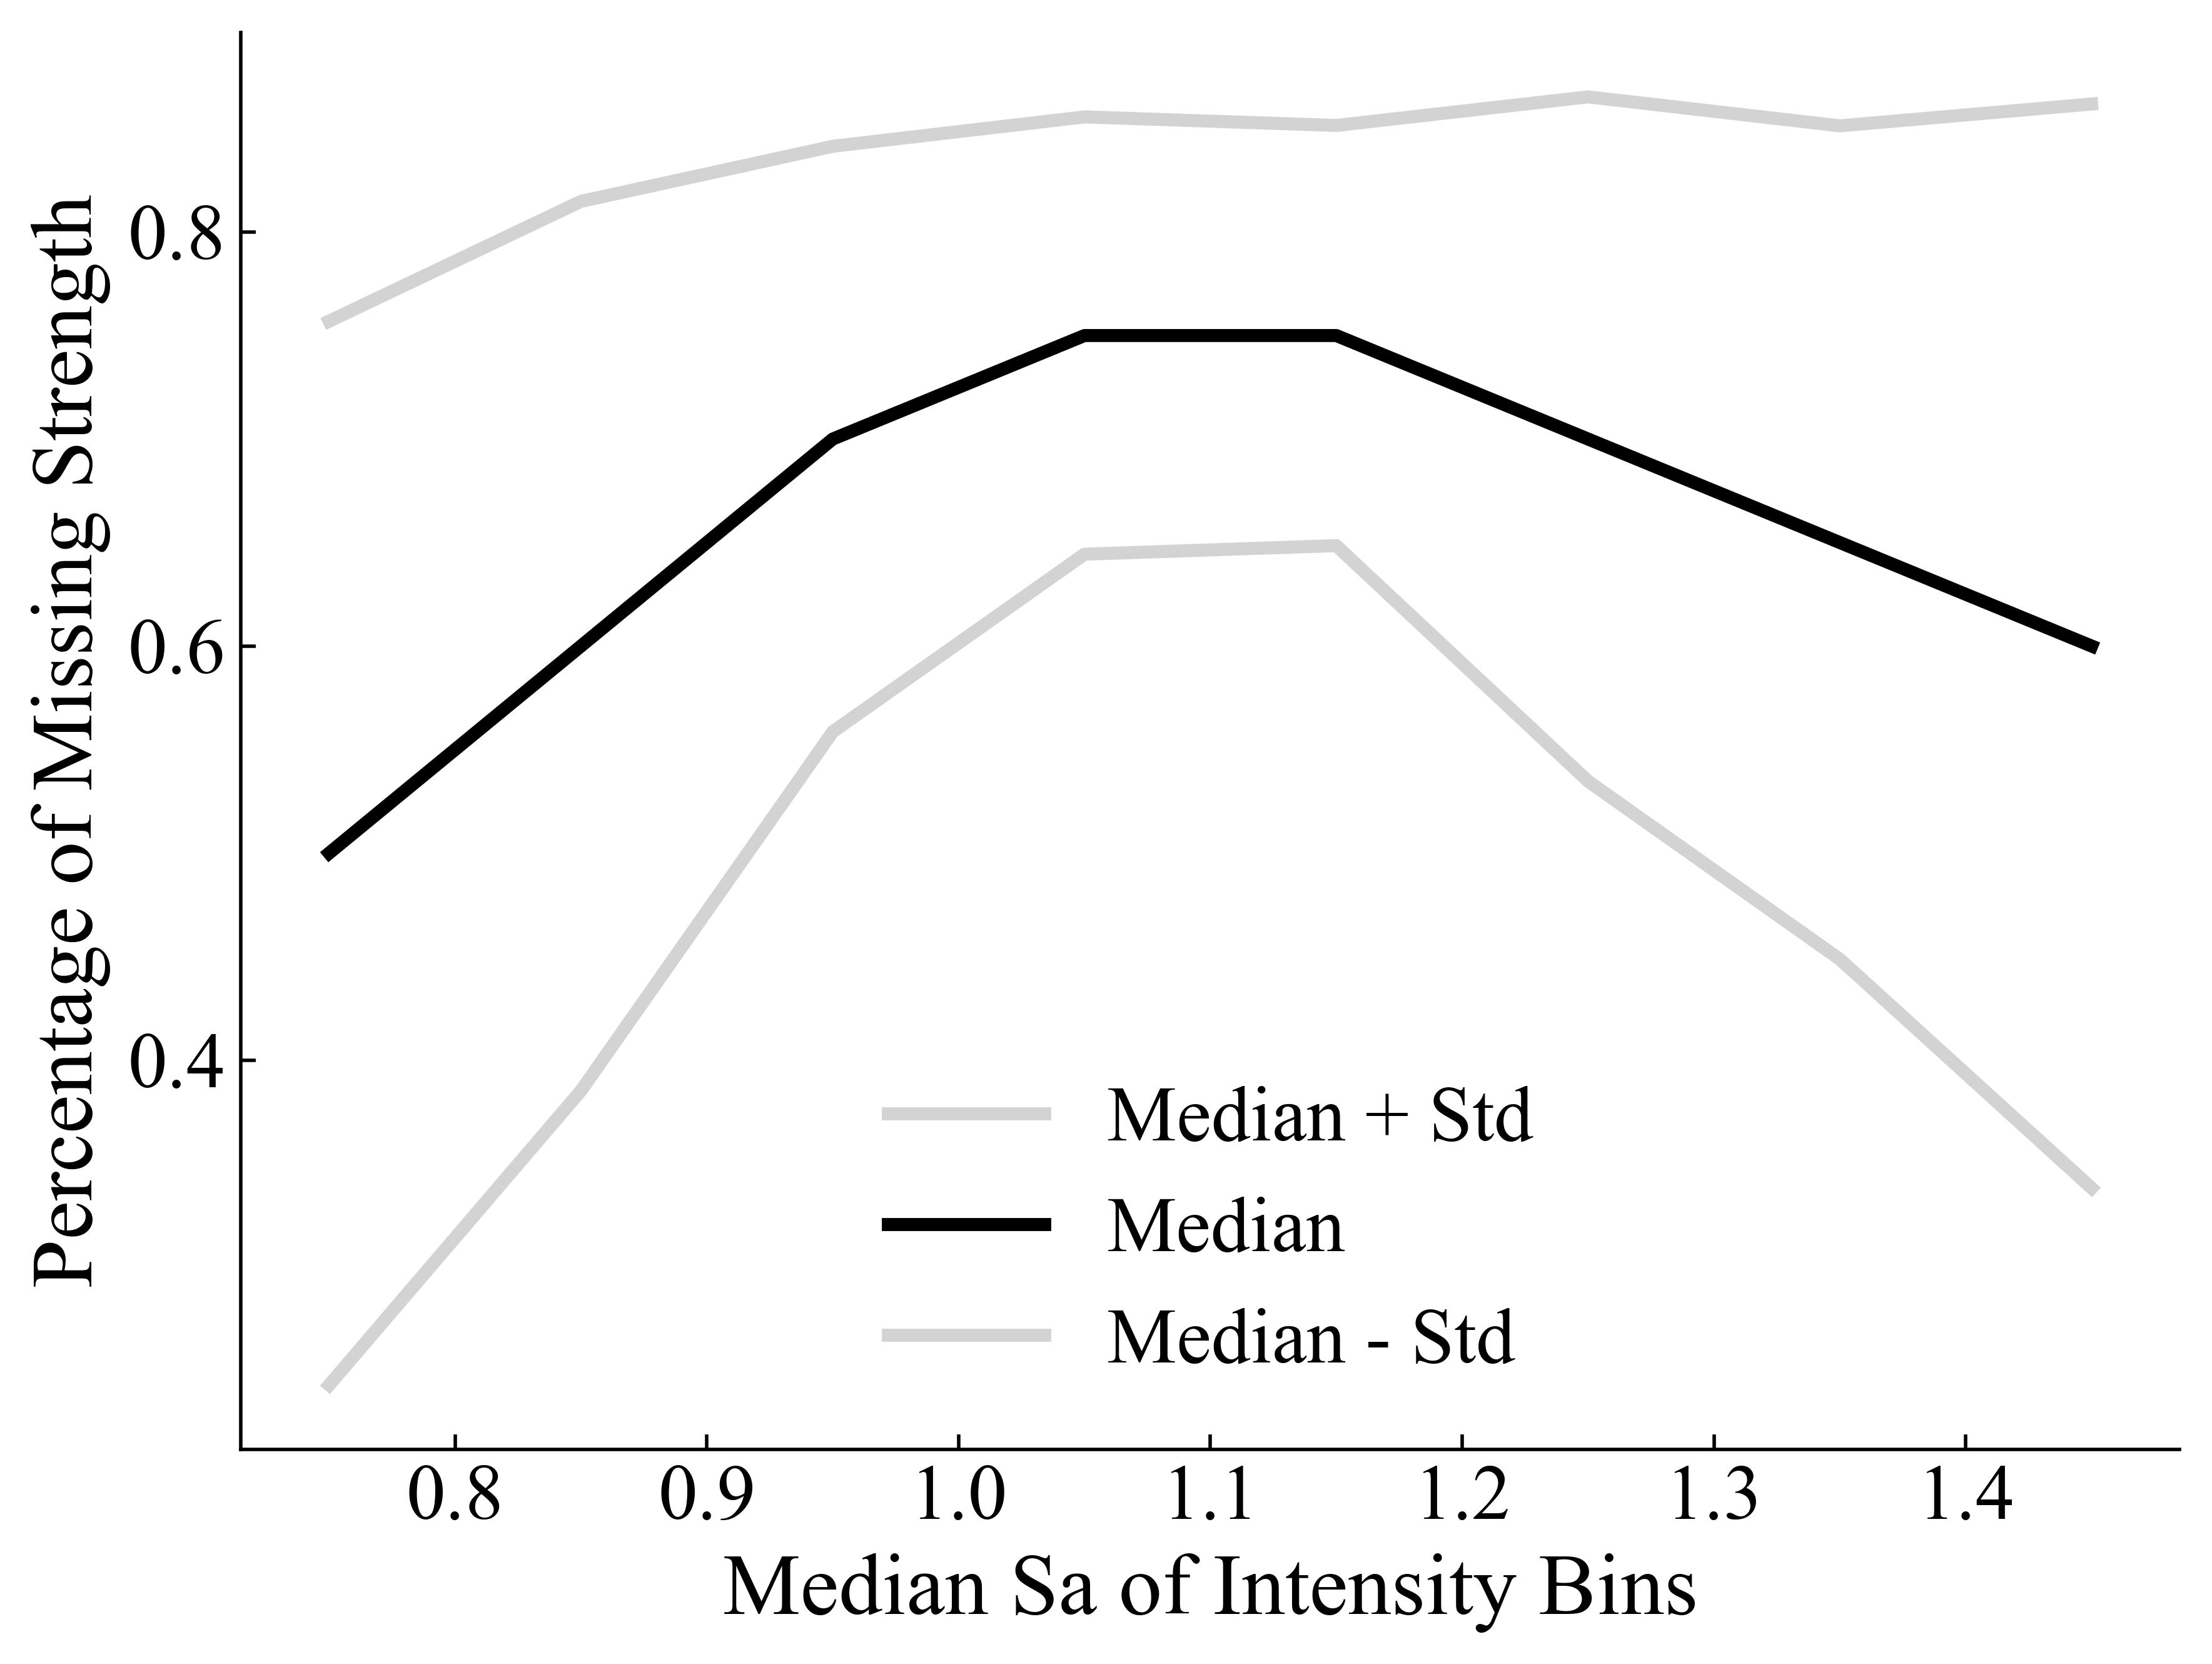 Percentage of Missing Strength
0.8
0.6
0.4
Median + Std
Median
Median - Std
0.8 0.9 1.0 1.1 1.2 1.3 1.4
Median Sa of Intensity Bins